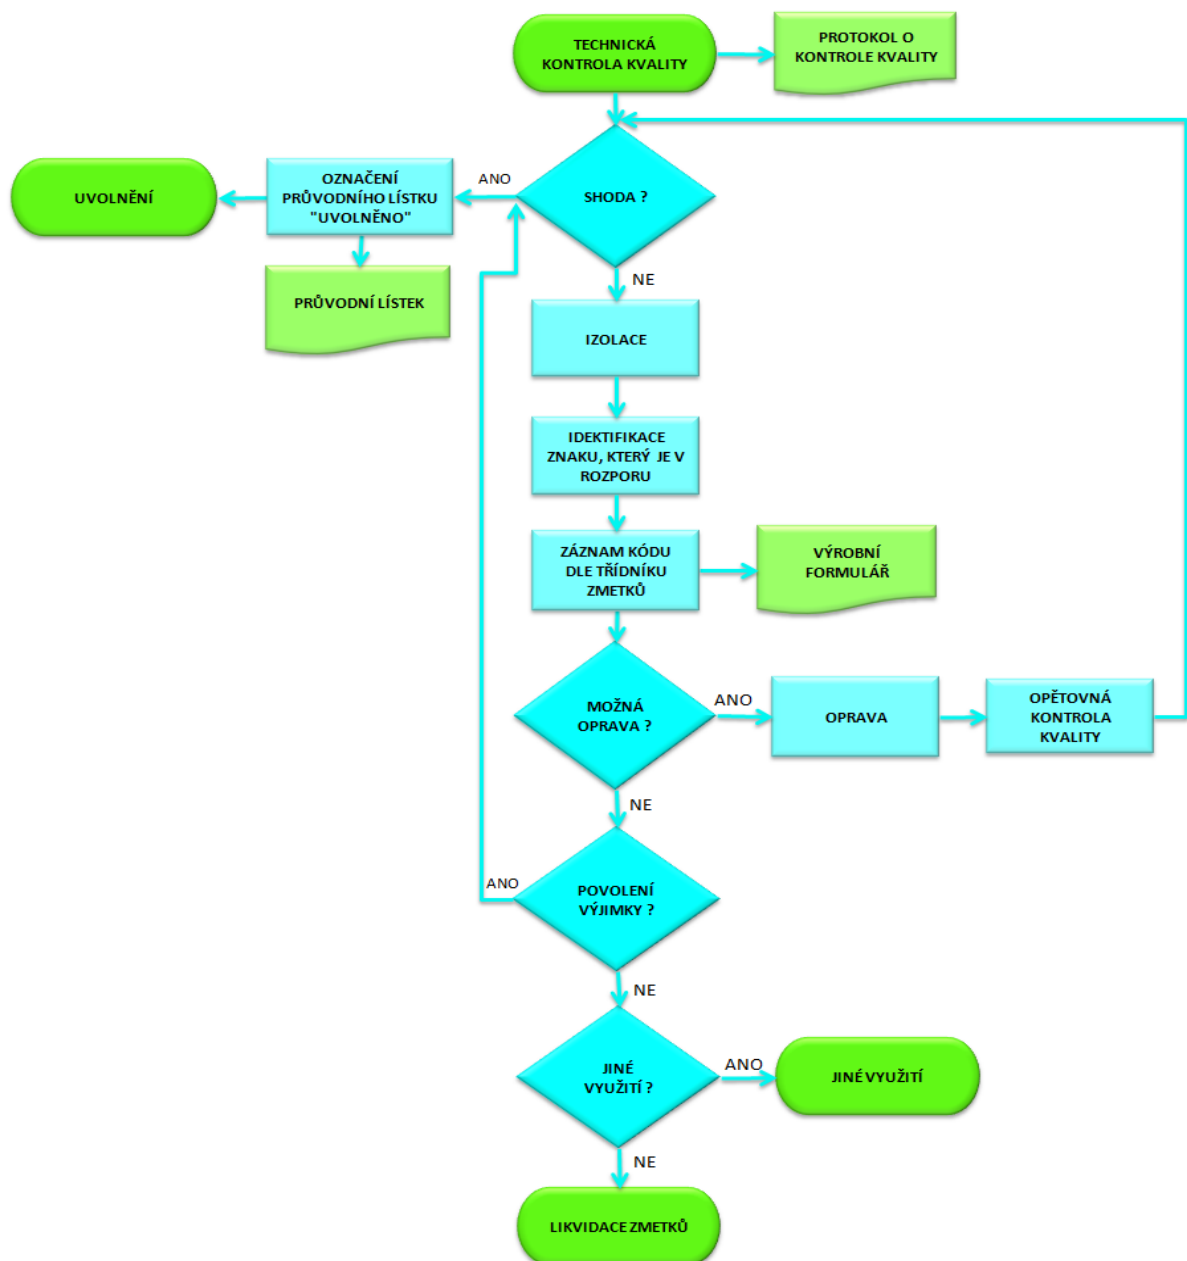 TECHNICKÁ
KONTROLA KVALITY
PROTOKOL O
KONTROLE KVALITY
SHODA ?
ANO
OZNAČENÍ
PRŮVODNÍHO LÍSTKU
"UVOLNĚNO"
UVOLNĚNÍ
PRŮVODNÍ LÍSTEK
NE
IZOLACE
IDEKTIFIKACE
ZNAKU, KTERÝ JE V
ROZPORU
ZÁZNAM KÓDU
DLE TŘÍDNÍKU
ZMETKŮ
VÝROBNÍ
FORMULÁŘ
MOŽNÁ
OPRAVA ?
ANO
OPRAVA
OPĚTOVNÁ
KONTROLA
KVALITY
NE
POVOLENÍ
VÝJIMKY ?
ANO
NE
JINÉ
VYUŽITÍ ?
ANO
JINÉ VYUŽITÍ
NE
LIKVIDACE ZMETKŮ